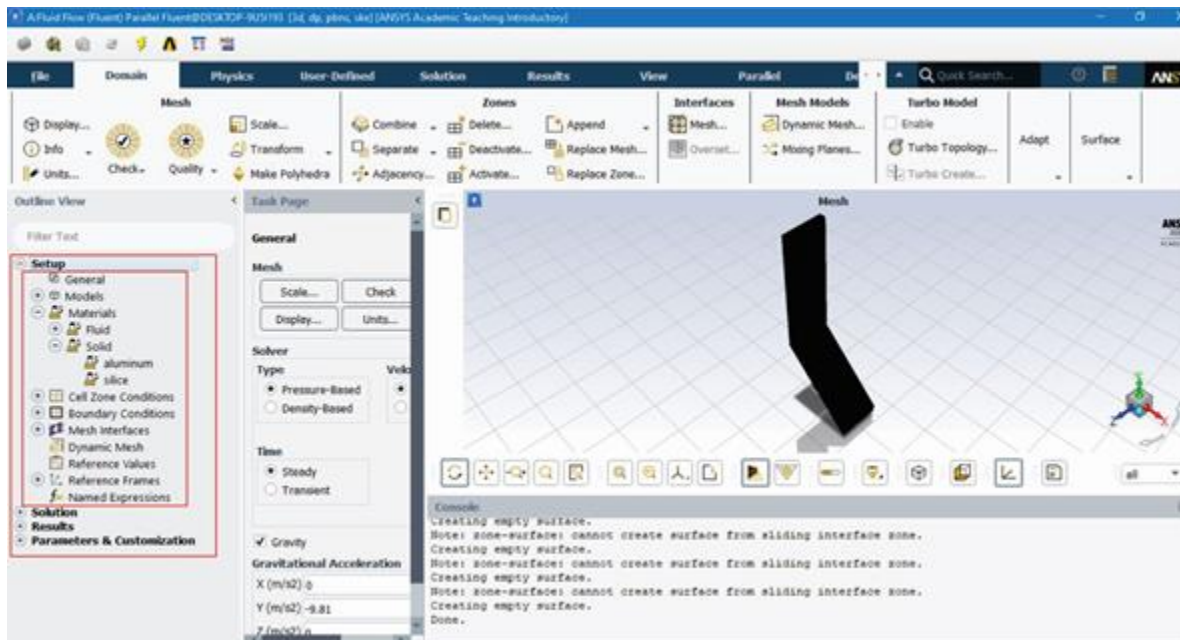 A Fluid Flow (Fluent) Parallel Fluent@DESKTOP-9USI193 [3d, dp, pbns, ske] [ANSYS Academic Teaching Introductory]
File Domain Physics User-Defined Solution Results View Parallel De Quick Search... ANS
Mesh
Display...
Info
Units...
Check
Quality
Scale...
Transform
Make Polyhedra
Zones
Combine
Separate
Adjacency...
Delete...
Deactivate...
Activate...
Append
Replace Mesh...
Replace Zone...
Interfaces
Mesh...
Overset...
Mesh Models
Dynamic Mesh...
Mixing Planes...
Turbo Model
Enable
Turbo Topology...
Turbo Create...
Adapt
Surface
Outline View
Filter Text
Setup
General
Models
Materials
Fluid
Solid
aluminum
silice
Cell Zone Conditions
Boundary Conditions
Mesh Interfaces
Dynamic Mesh
Reference Values
Reference Frames
Named Expressions
Solution
Results
Parameters & Customization
Task Page
General
Mesh
Scale... Check
Display... Units...
Solver
Type Velo
Pressure-Based
Density-Based
Time
Steady
Transient
Gravity
Gravitational Acceleration
X (m/s2) 0
Y (m/s2) -9.81
Z (m/s2) 0
Mesh
ANS
all
Console
Creating empty surface.
Note: zone-surface: cannot create surface from sliding interface zone.
Creating empty surface.
Note: zone-surface: cannot create surface from sliding interface zone.
Creating empty surface.
Note: zone-surface: cannot create surface from sliding interface zone.
Creating empty surface.
Done.